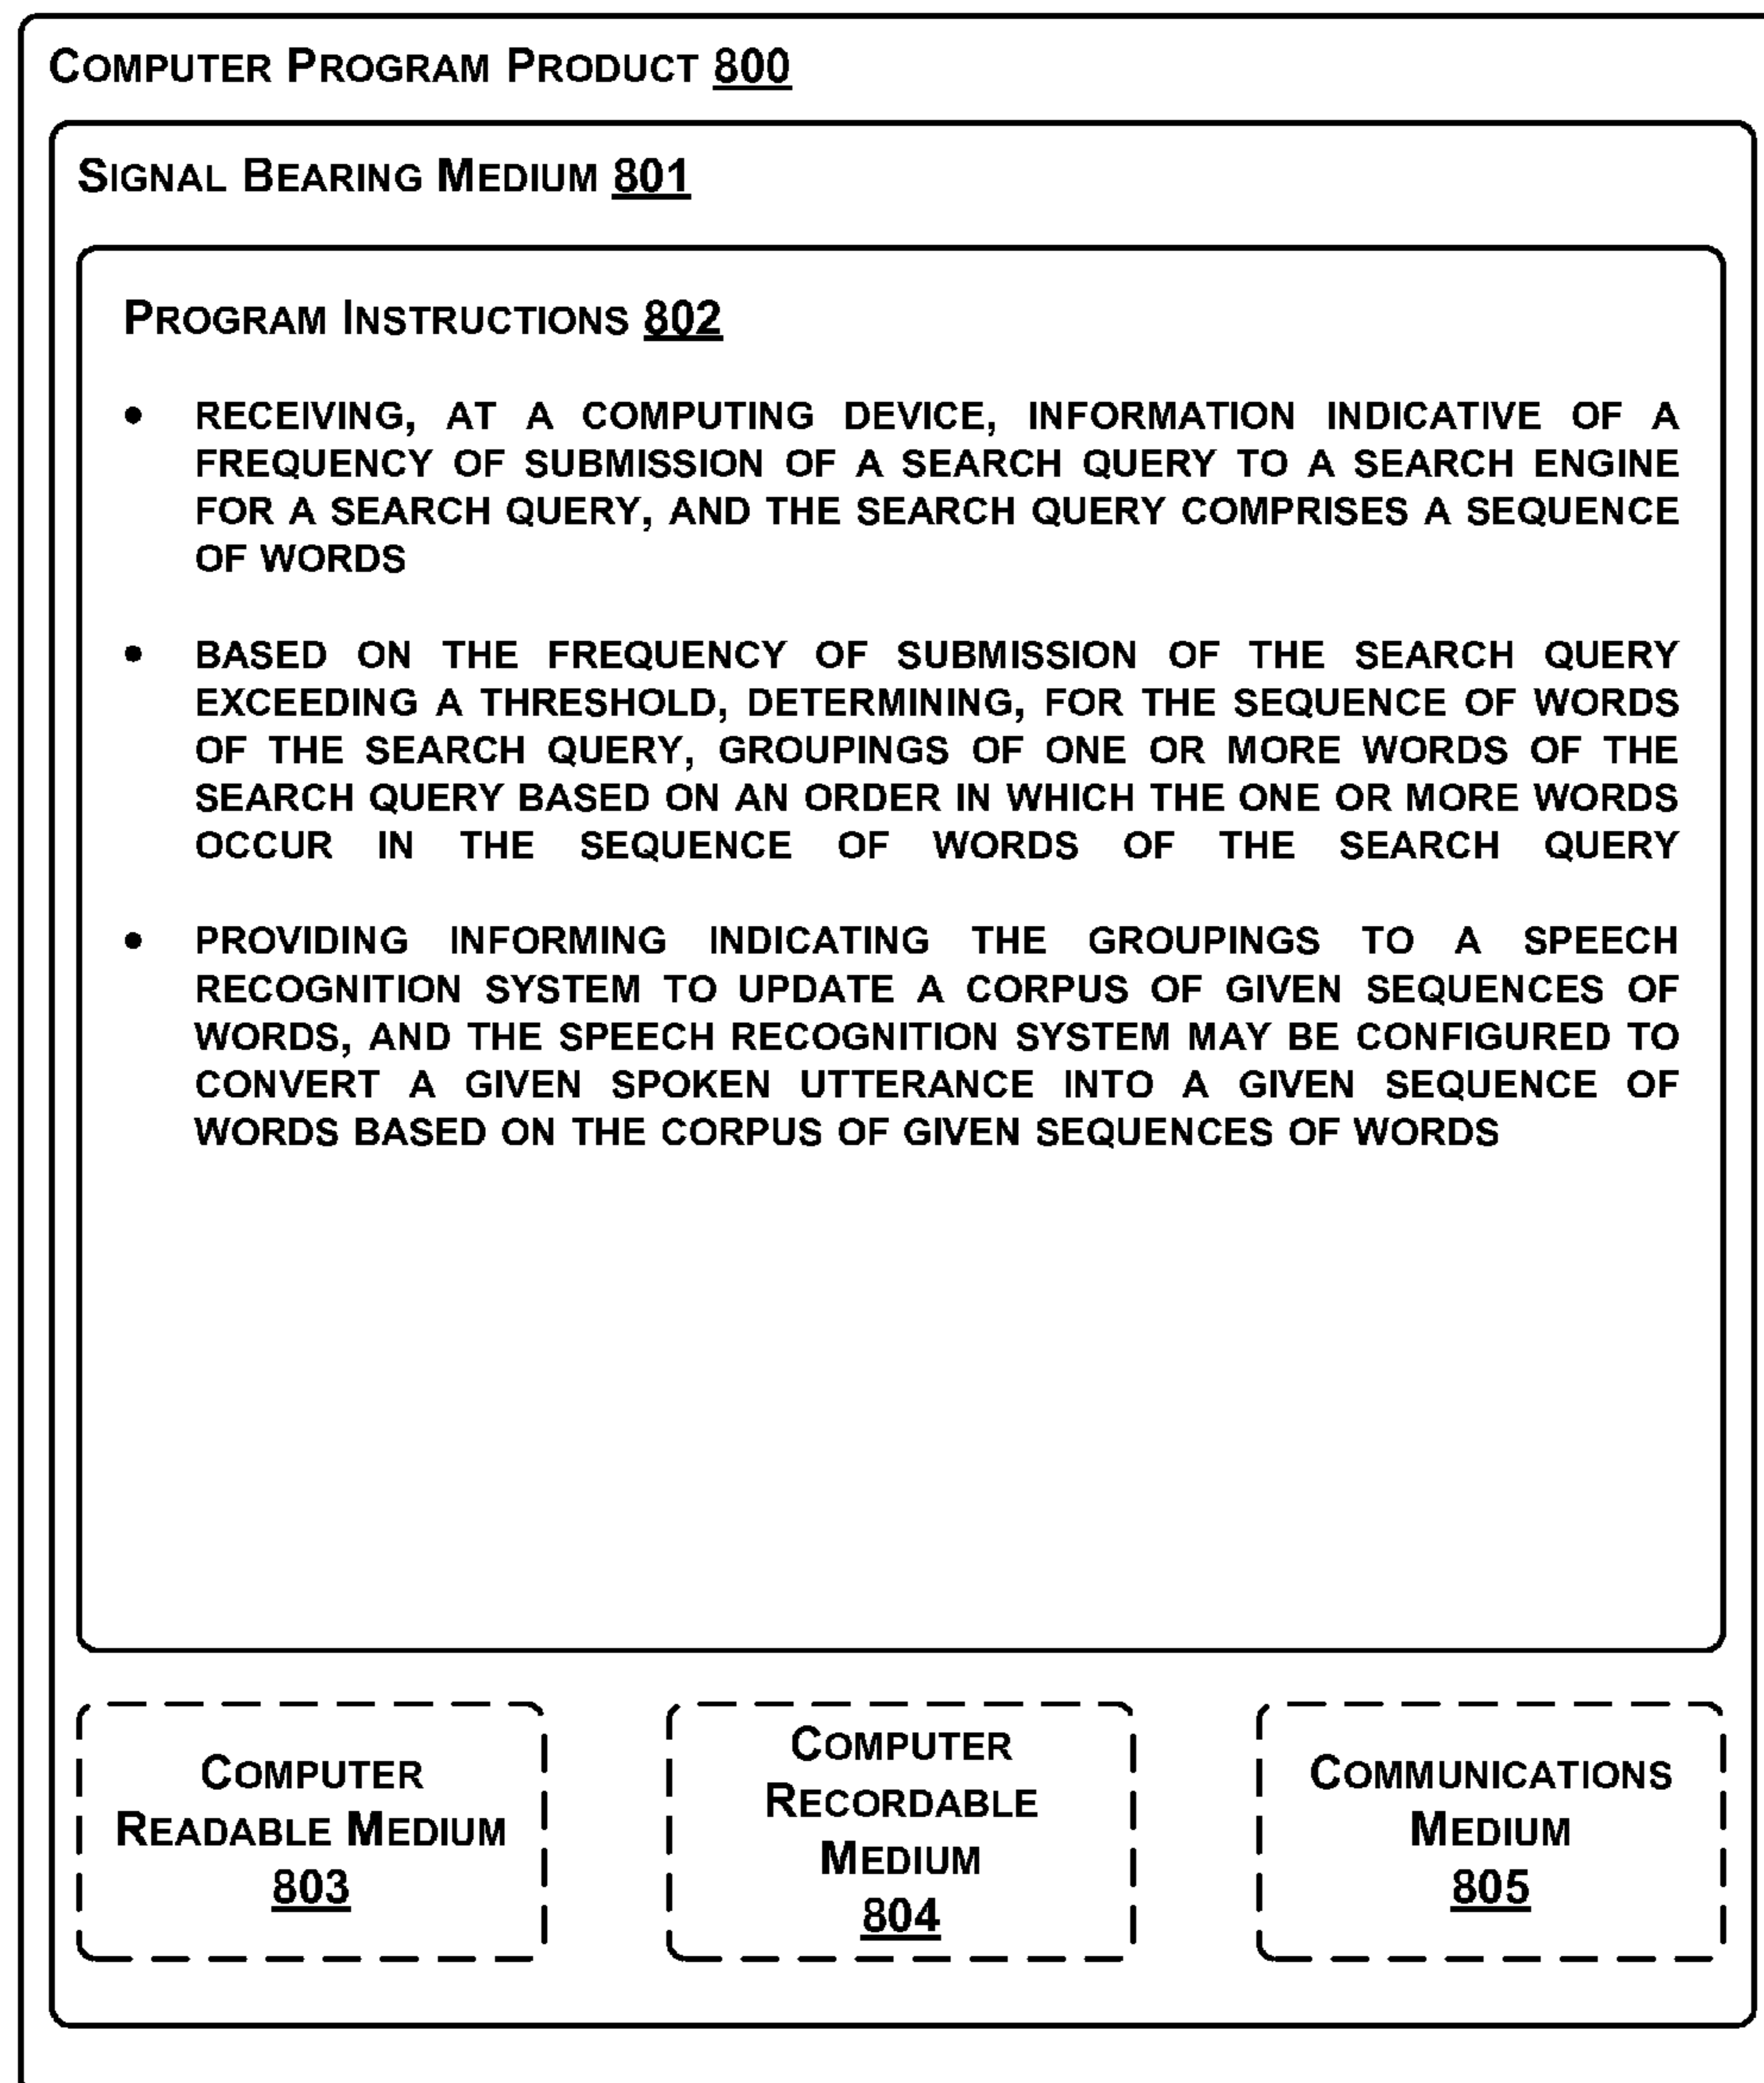 COMPUTER PROGRAM PRODUCT 800
SIGNAL BEARING MEDIUM 801
PROGRAM INSTRUCTIONS 802
• RECEIVING, AT A COMPUTING DEVICE, INFORMATION INDICATIVE OF A
FREQUENCY OF SUBMISSION OF A SEARCH QUERY TO A SEARCH ENGINE
FOR A SEARCH QUERY, AND THE SEARCH QUERY COMPRISES A SEQUENCE
OF WORDS
• BASED ON THE FREQUENCY OF SUBMISSION OF THE SEARCH QUERY
EXCEEDING A THRESHOLD, DETERMINING, FOR THE SEQUENCE OF WORDS
OF THE SEARCH QUERY, GROUPINGS OF ONE OR MORE WORDS OF THE
SEARCH QUERY BASED ON AN ORDER IN WHICH THE ONE OR MORE WORDS
OCCUR IN THE SEQUENCE OF WORDS OF THE SEARCH QUERY
• PROVIDING INFORMING INDICATING THE GROUPINGS TO A SPEECH
RECOGNITION SYSTEM TO UPDATE A CORPUS OF GIVEN SEQUENCES OF
WORDS, AND THE SPEECH RECOGNITION SYSTEM MAY BE CONFIGURED TO
CONVERT A GIVEN SPOKEN UTTERANCE INTO A GIVEN SEQUENCE OF
WORDS BASED ON THE CORPUS OF GIVEN SEQUENCES OF WORDS
COMPUTER
READABLE MEDIUM
803
COMPUTER
RECORDABLE
MEDIUM
804
COMMUNICATIONS
MEDIUM
805